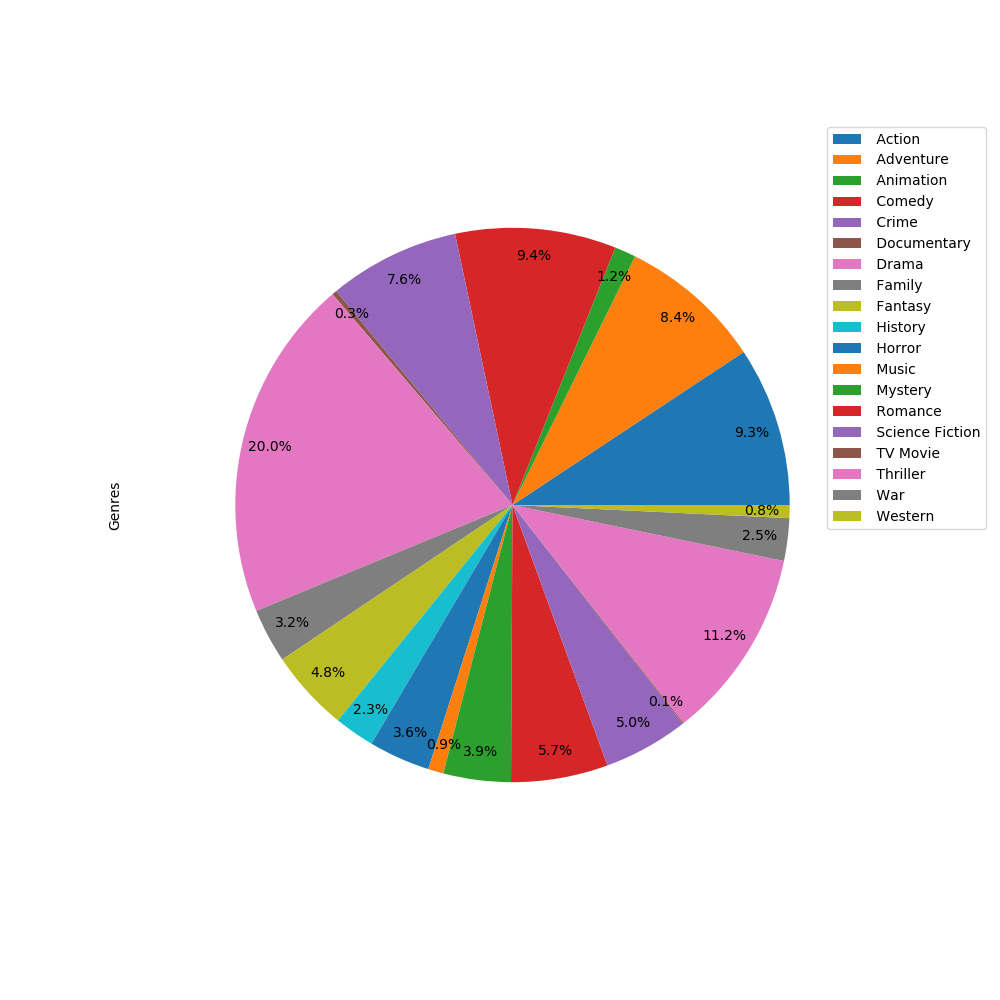 Action
Adventure
Animation
Comedy
Crime
Documentary
Drama
Family
Fantasy
History
Horror
Music
Mystery
Romance
Science Fiction
TV Movie
Thriller
War
Western
9.3%
8.4%
1.2%
9.4%
7.6%
0.3%
20.0%
3.2%
4.8%
2.3%
3.6%
0.9%
3.9%
5.7%
5.0%
0.1%
11.2%
2.5%
0.8%
Genres